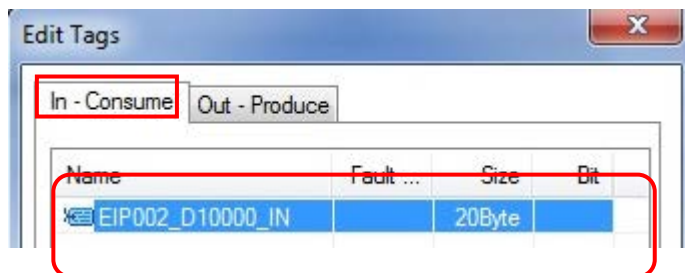 Edit Tags
In - Consume Out - Produce
Name Fault ... Size Bit
EIP002_D10000_IN 20Byte